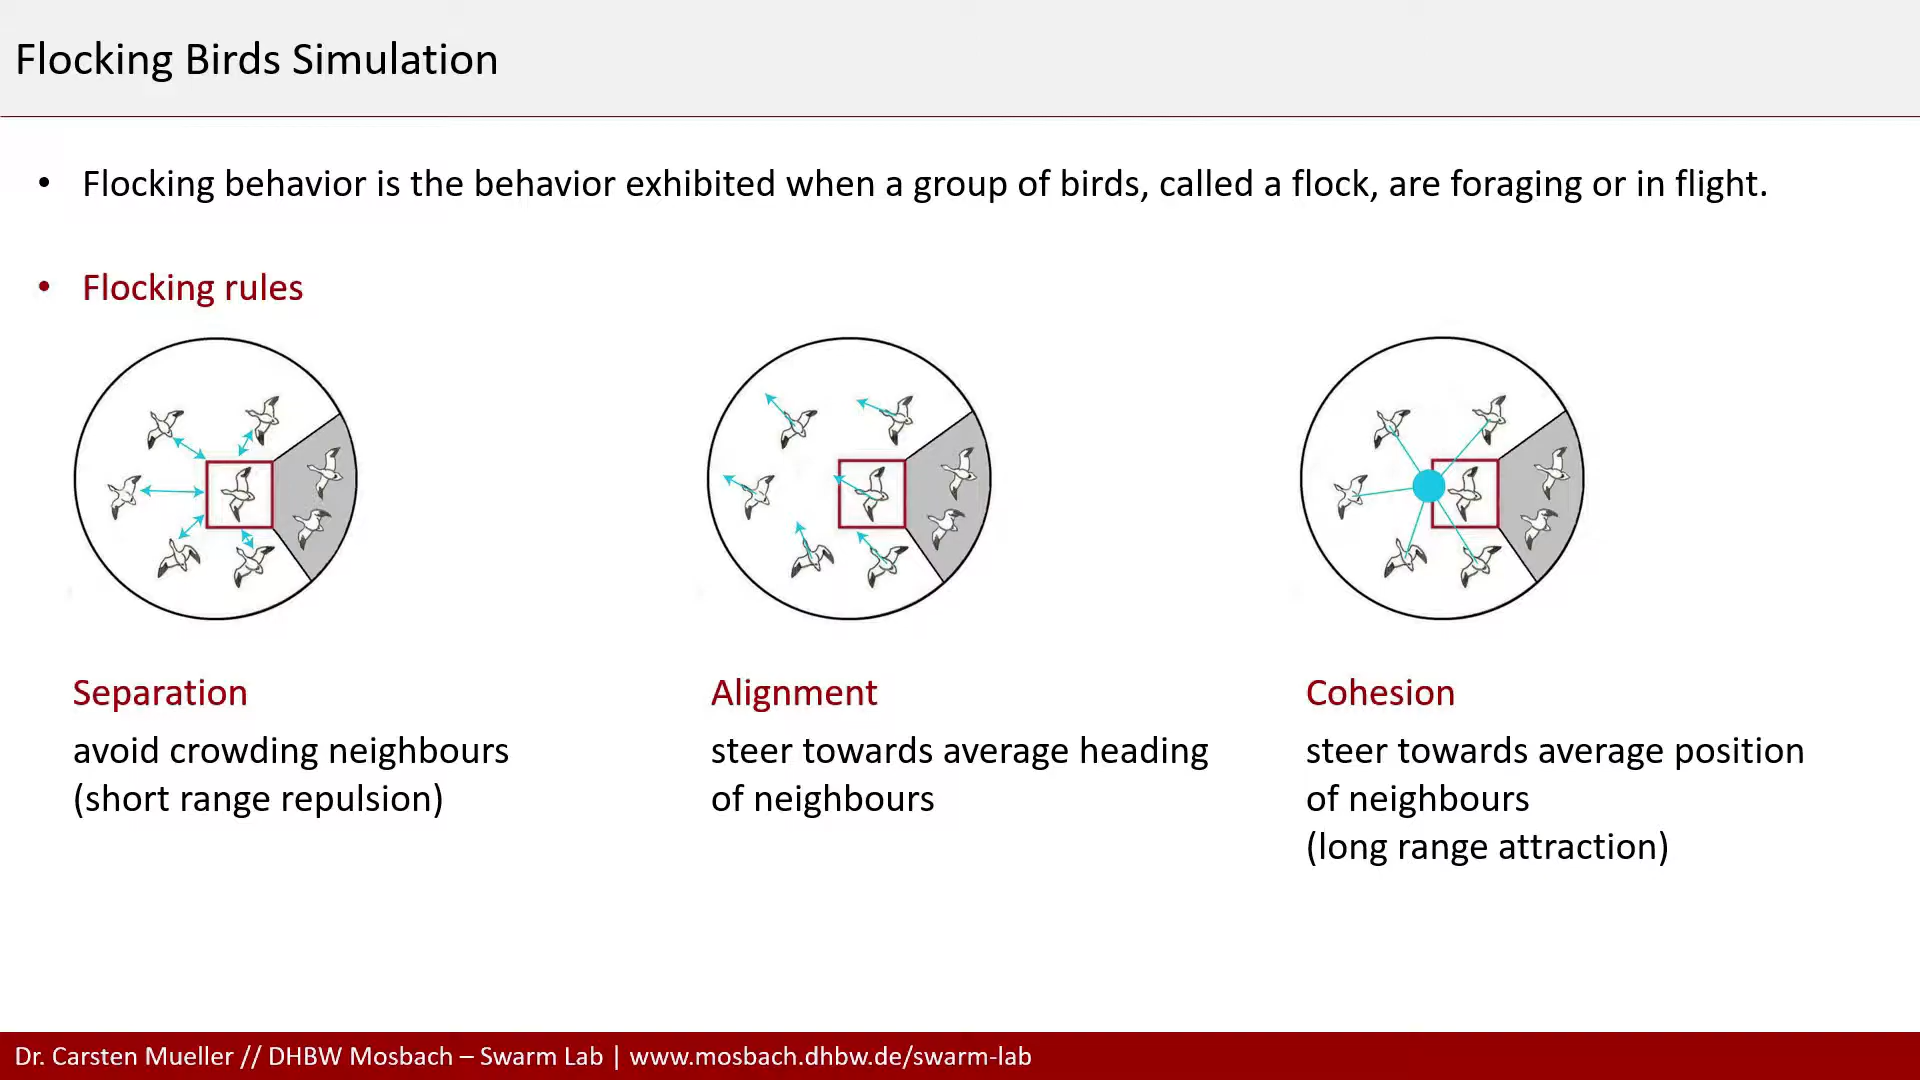 Flocking Birds Simulation
• Flocking behavior is the behavior exhibited when a group of birds, called a flock, are foraging or in flight.
• Flocking rules
Separation
avoid crowding neighbours
(short range repulsion)
Alignment
steer towards average heading
of neighbours
Cohesion
steer towards average position
of neighbours
(long range attraction)
Dr. Carsten Mueller // DHBW Mosbach – Swarm Lab | www.mosbach.dhbw.de/swarm-lab